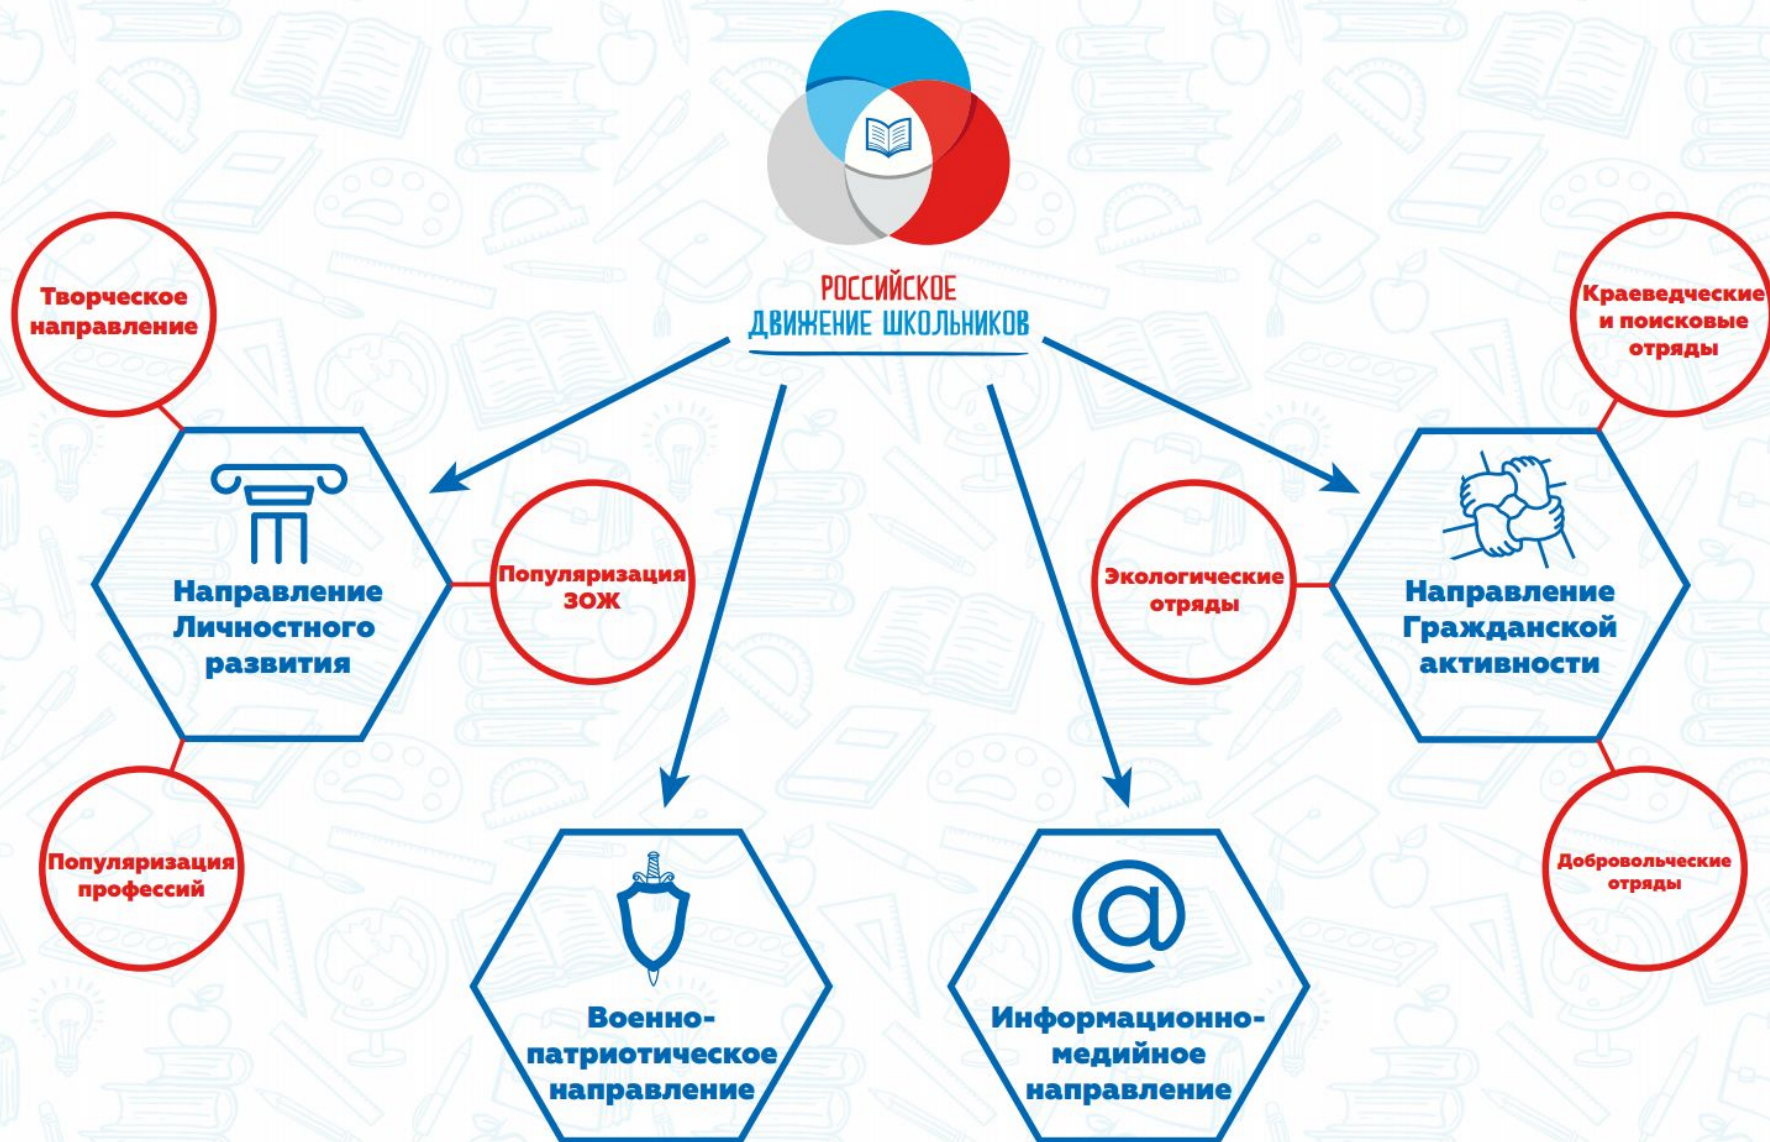 РОССИЙСКОЕ
ДВИЖЕНИЕ ШКОЛЬНИКОВ
Творческое
направление
Краеведческие
и поисковые
отряды
Популяризация
ЗОЖ
Экологические
отряды
Направление
Личностного
развития
Направление
Гражданской
активности
Популяризация
профессий
Добровольческие
отряды
Военно-
патриотическое
направление
@
Информационно-
медийное
направление